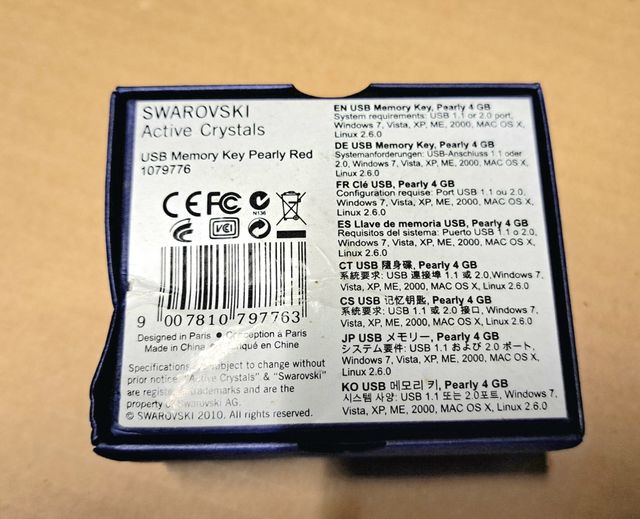 SWAROVSKI
Active Crystals
USB Memory Key Pearly Red
1079776
CE FC N136
VCCI
9 007810 797763
Designed in Paris ● Conception à Paris
Made in China ● en Chine
Specifications subject to change without
prior notice. "Active Crystals" & "Swarovski"
are registered trademarks and are the
property of Swarovski AG.
© SWAROVSKI 2010. All rights reserved.
EN USB Memory Key, Pearly 4 GB
System requirements: USB 1.1 or 2.0 port,
Windows 7, Vista, XP, ME, 2000, MAC OS X,
Linux 2.6.0
DE USB Memory Key, Pearly 4 GB
Systemanforderungen: USB-Anschluss 1.1 oder
2.0, Windows 7, Vista, XP, ME, 2000, MAC OS X,
Linux 2.6.0
FR Clé USB, Pearly 4 GB
Configuration requise: Port USB 1.1 ou 2.0,
Windows 7, Vista, XP, ME, 2000, MAC OS X,
Linux 2.6.0
ES Llave de memoria USB, Pearly 4 GB
Requisitos del sistema: Puerto USB 1.1 o 2.0,
Windows 7, Vista, XP, ME, 2000, MAC OS X,
Linux 2.6.0
CT USB 隨身碟, Pearly 4 GB
系統要求: USB 連接埠 1.1 或 2.0,Windows 7,
Vista, XP, ME, 2000, MAC OS X, Linux 2.6.0
CS USB 记忆钥匙, Pearly 4 GB
系统要求: USB 1.1 或 2.0 接口, Windows 7,
Vista, XP, ME, 2000, MAC OS X, Linux 2.6.0
JP USB メモリー, Pearly 4 GB
システム要件: USB 1.1 および 2.0 ポート,
Windows 7, Vista, XP, ME, 2000, MAC OS X,
Linux 2.6.0
KO USB 메모리 키, Pearly 4 GB
시스템 사양: USB 1.1 또는 2.0포트, Windows 7,
Vista, XP, ME, 2000, MAC OS X, Linux 2.6.0